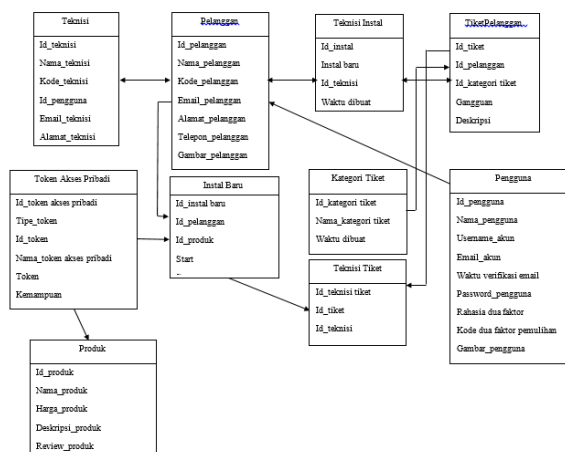 Teknisi
Id_teknisi
Nama_teknisi
Kode_teknisi
Id_pengguna
Email_teknisi
Alamat_teknisi
Pelanggan
Id_pelanggan
Nama_pelanggan
Kode_pelanggan
Email_pelanggan
Alamat_pelanggan
Telepon_pelanggan
Gambar_pelanggan
Teknisi Instal
Id_instal
Instal baru
Id_teknisi
Waktu dibuat
TiketPelanggan
Id_tiket
Id_pelanggan
Id_kategori tiket
Gangguan
Deskripsi
Token Akses Pribadi
Id_token akses pribadi
Tipe_token
Id_token
Nama_token akses pribadi
Token
Kemampuan
Instal Baru
Id_instal baru
Id_pelanggan
Id_produk
Start
Kategori Tiket
Id_kategori tiket
Nama_kategori tiket
Waktu dibuat
Pengguna
Id_pengguna
Nama_pengguna
Username_akun
Email_akun
Waktu verifikasi email
Password_pengguna
Rahasia dua faktor
Kode dua faktor pemulihan
Gambar_pengguna
Teknisi Tiket
Id_teknisi tiket
Id_tiket
Id_teknisi
Produk
Id_produk
Nama_produk
Harga_produk
Deskripsi_produk
Review_produk